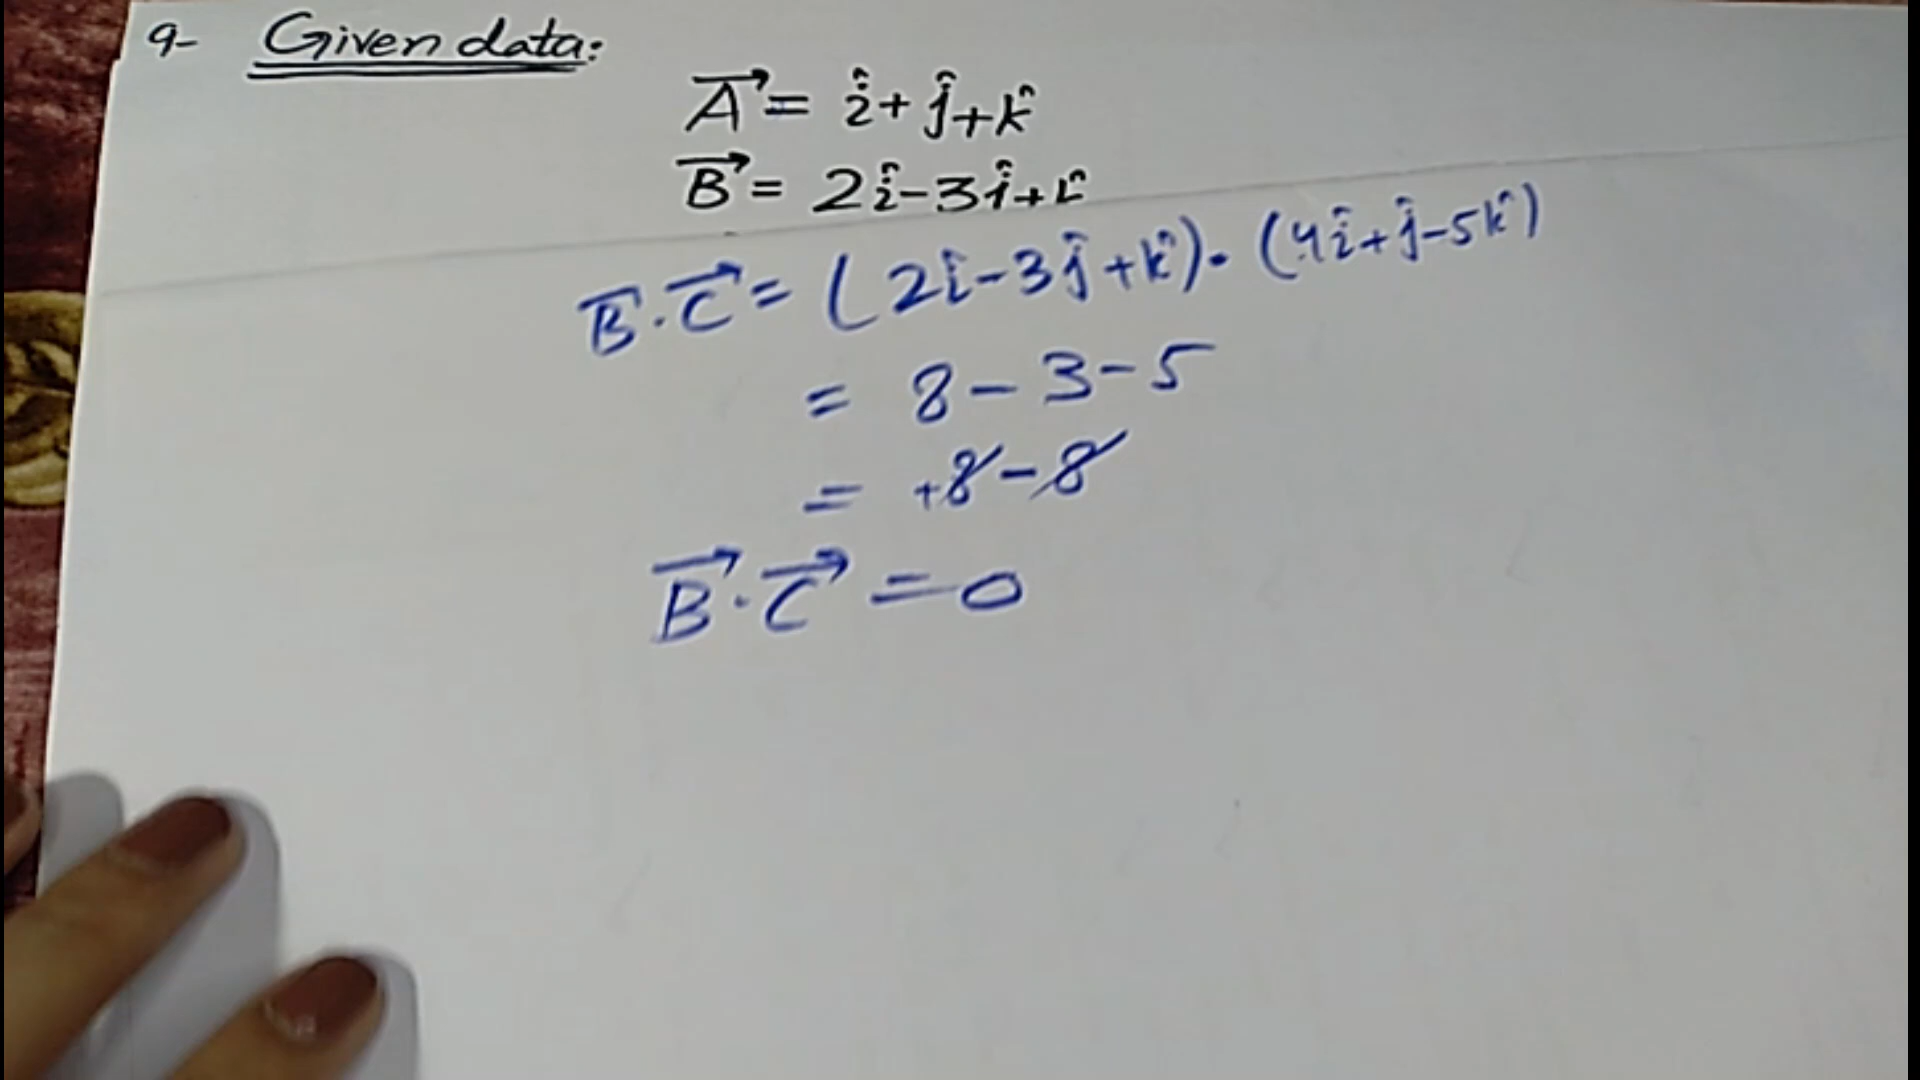 9- Given data:
A⃗ = î + ĵ + k̂
B⃗ = 2î - 3ĵ + k̂
B⃗ . C⃗ = (2î - 3ĵ + k̂) . (4î + ĵ - 5k̂)
= 8 - 3 - 5
= +8 - 8
B⃗ . C⃗ = 0